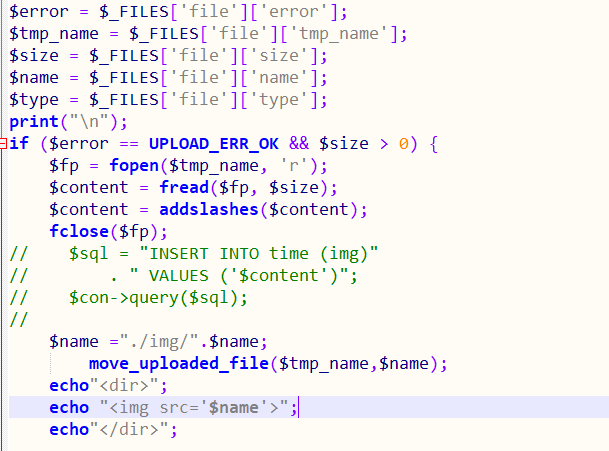 $error = $_FILES['file']['error'];
$tmp_name = $_FILES['file']['tmp_name'];
$size = $_FILES['file']['size'];
$name = $_FILES['file']['name'];
$type = $_FILES['file']['type'];
print("\n");
if ($error == UPLOAD_ERR_OK && $size > 0) {
    $fp = fopen($tmp_name, 'r');
    $content = fread($fp, $size);
    $content = addslashes($content);
    fclose($fp);
//    $sql = "INSERT INTO time (img)"
//        . " VALUES ('$content')";
//    $con->query($sql);
//
    $name ="./img/".$name;
        move_uploaded_file($tmp_name,$name);
    echo"<dir>";
    echo "<img src='$name'>";
    echo"</dir>";